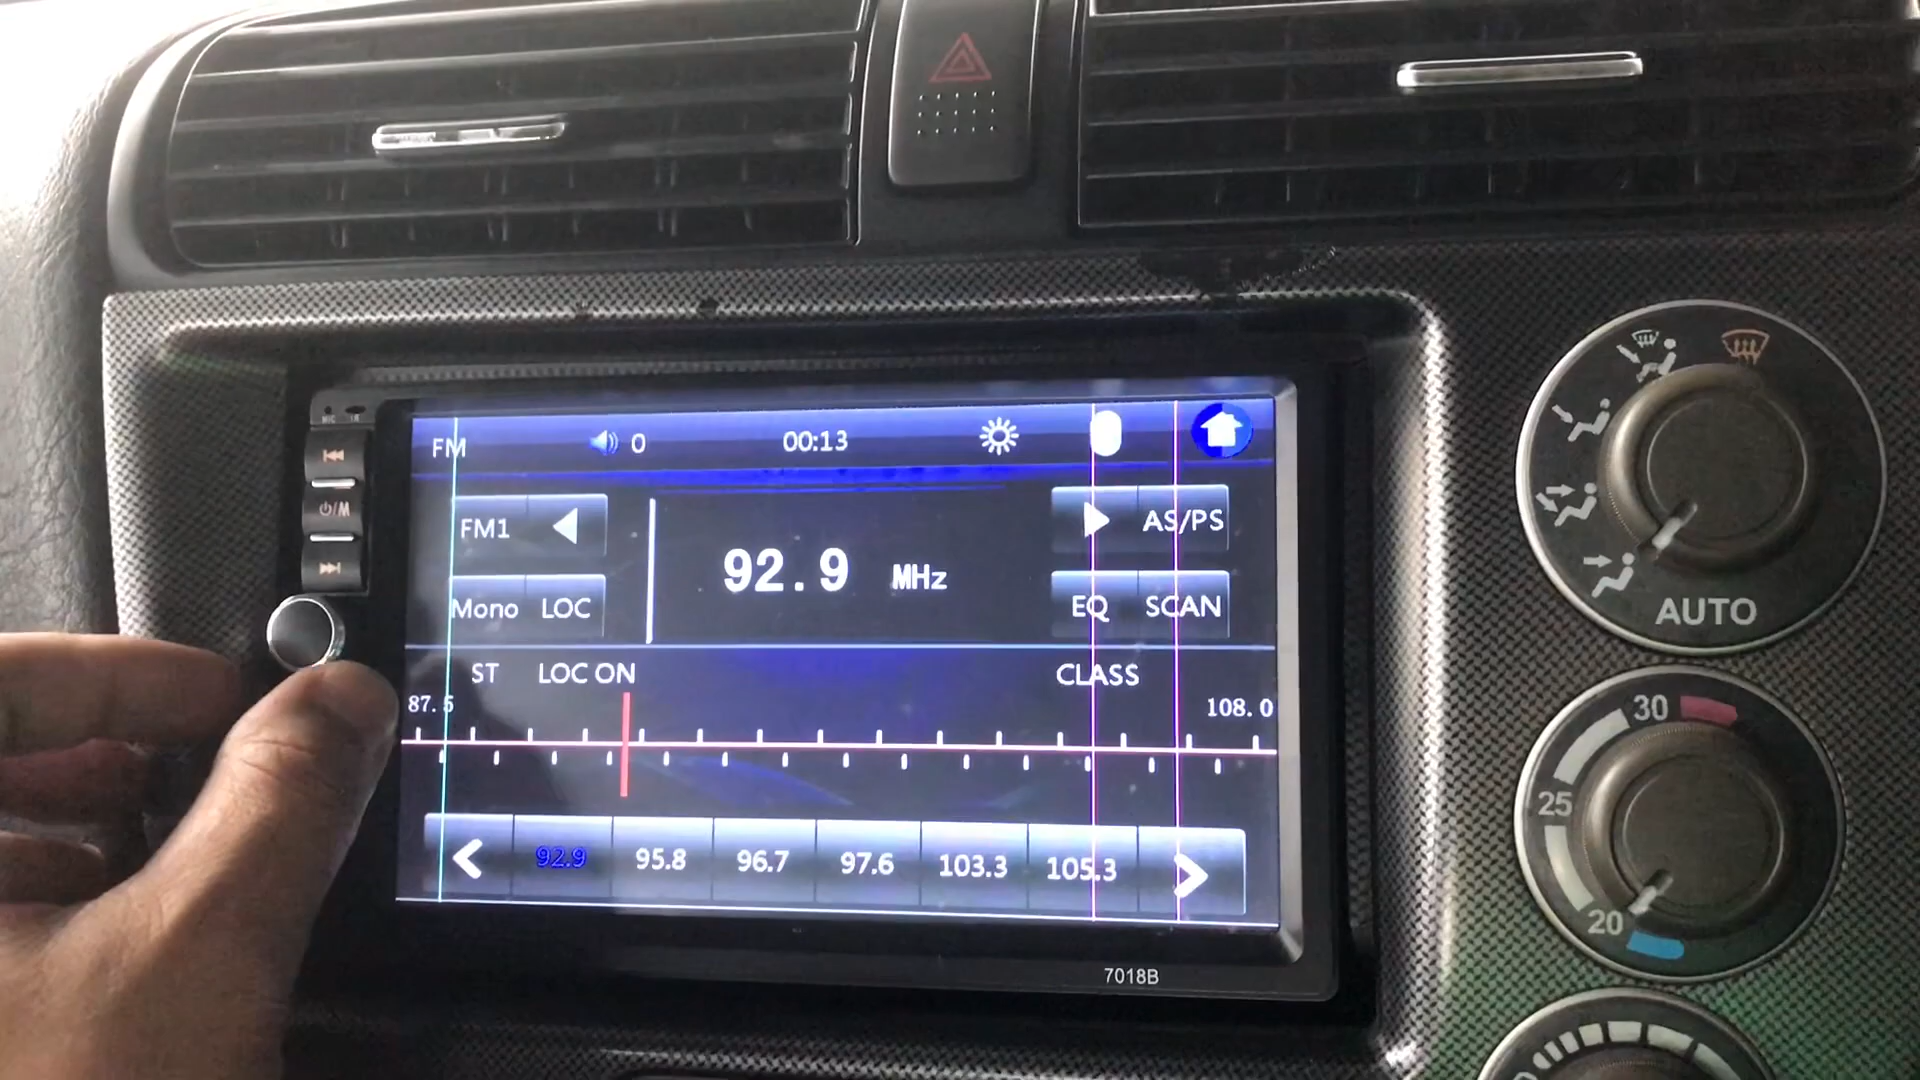 MIC
FM 0 00:13
FM1 AS/PS
⏻/M
92.9 MHz
Mono LOC EQ SCAN
ST LOC ON CLASS
87.5 108.0
92.9 95.8 96.7 97.6 103.3 105.3
7018B
AUTO
30
25
20